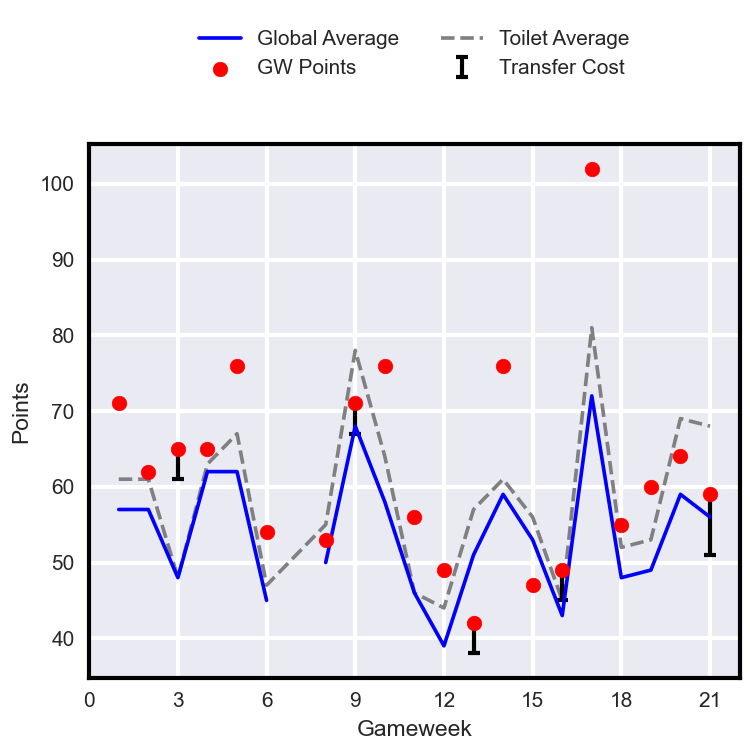 Global Average
Toilet Average
GW Points
Transfer Cost
100
90
80
70
60
50
40
Points
0 3 6 9 12 15 18 21
Gameweek